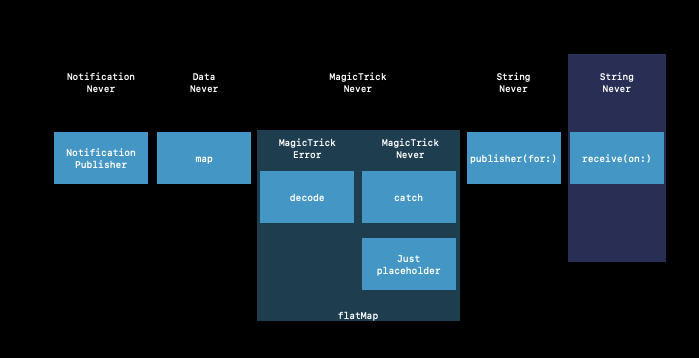 Notification
Never
Data
Never
MagicTrick
Never
String
Never
String
Never
Notification
Publisher
map
MagicTrick
Error
MagicTrick
Never
decode
catch
publisher(for:)
receive(on:)
Just
placeholder
flatMap